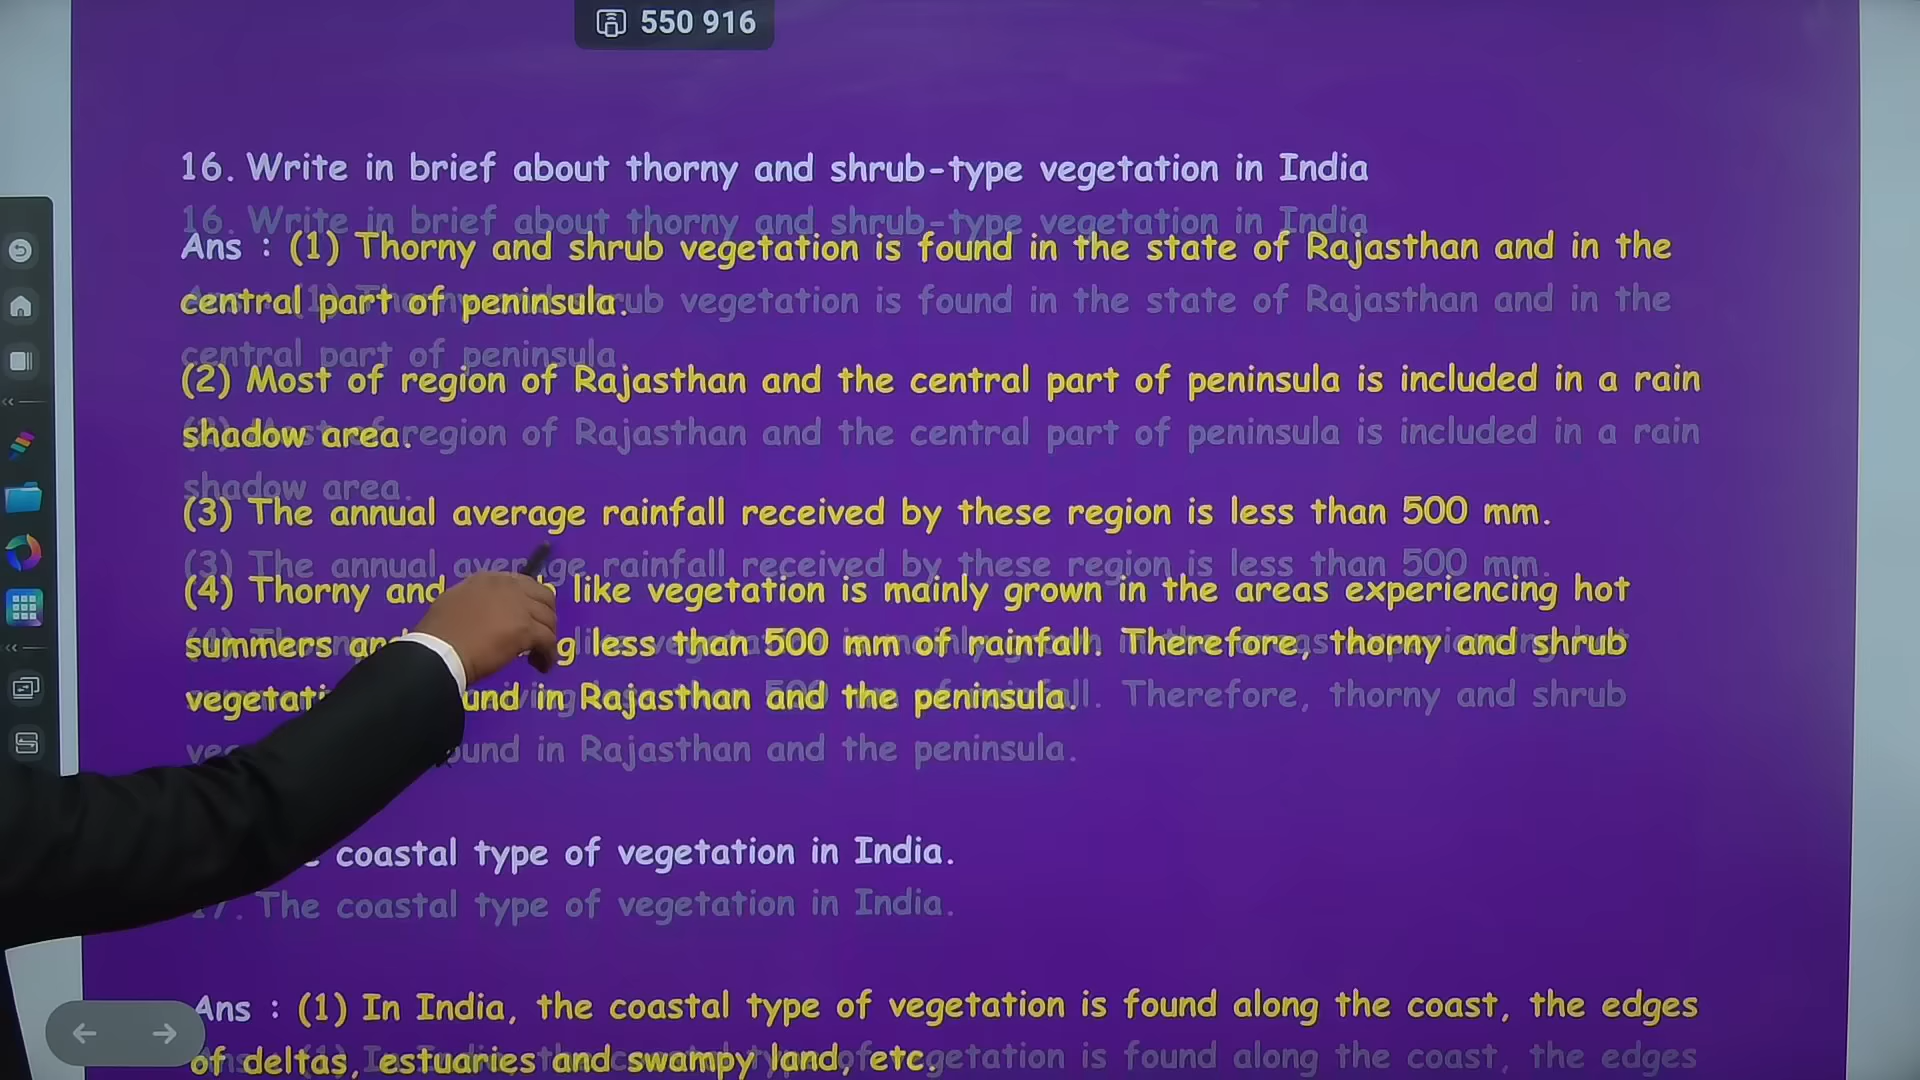 550 916
16. Write in brief about thorny and shrub-type vegetation in India
Ans : (1) Thorny and shrub vegetation is found in the state of Rajasthan and in the
central part of peninsula.
(2) Most of region of Rajasthan and the central part of peninsula is included in a rain
shadow area.
(3) The annual average rainfall received by these region is less than 500 mm.
(4) Thorny and like vegetation is mainly grown in the areas experiencing hot
summers less than 500 mm of rainfall. Therefore, thorny and shrub
in Rajasthan and the peninsula.
coastal type of vegetation in India.
Ans : (1) In India, the coastal type of vegetation is found along the coast, the edges
of deltas, estuaries and swampy land, etc.